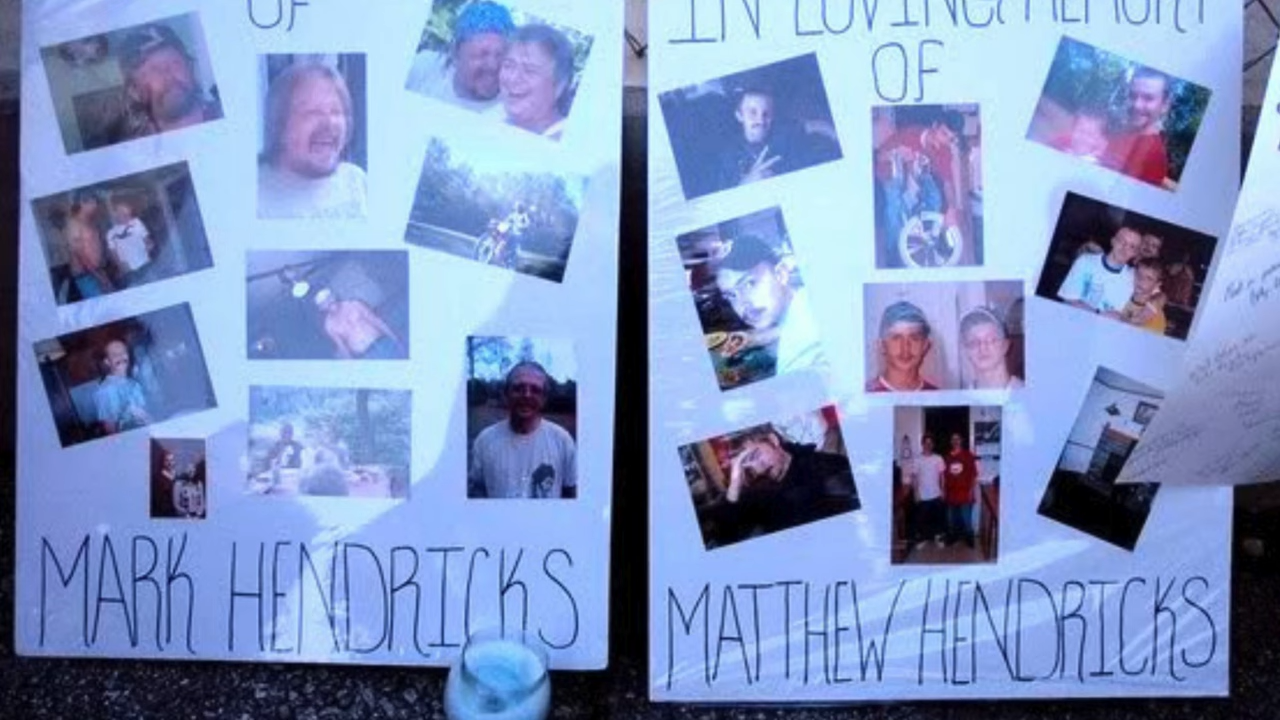 OF
MARK HENDRICKS
IN LOVING MEMORY
OF
MATTHEW HENDRICKS